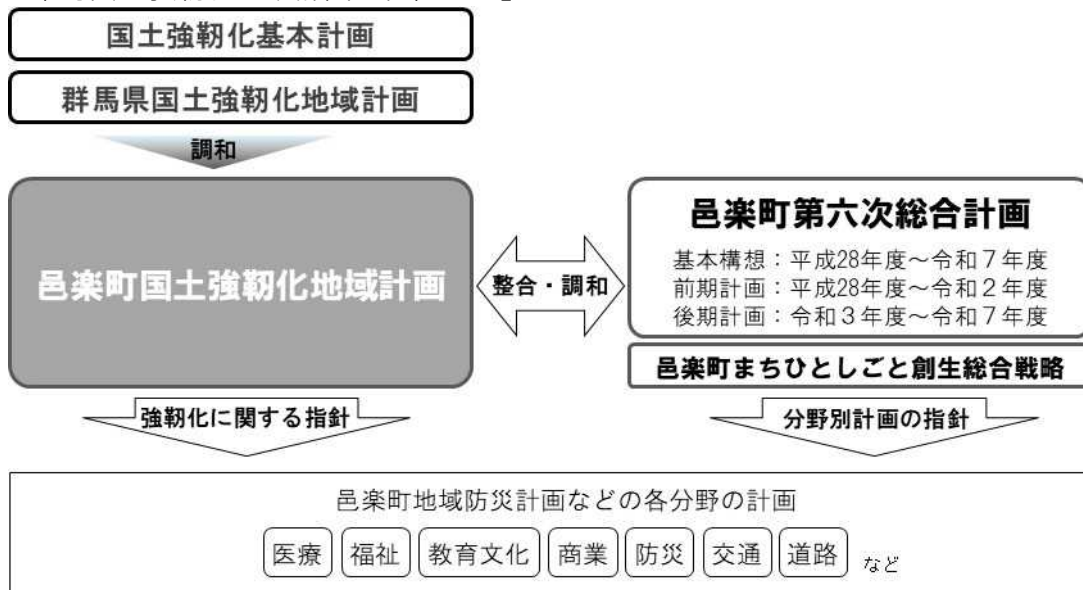 国土強靭化基本計画
群馬県国土強靭化地域計画
調和
邑楽町国土強靭化地域計画
整合・調和
邑楽町第六次総合計画
基本構想：平成28年度～令和７年度
前期計画：平成28年度～令和２年度
後期計画：令和３年度～令和７年度
邑楽町まちひとしごと創生総合戦略
強靭化に関する指針
分野別計画の指針
邑楽町地域防災計画などの各分野の計画
医療 福祉 教育文化 商業 防災 交通 道路 など